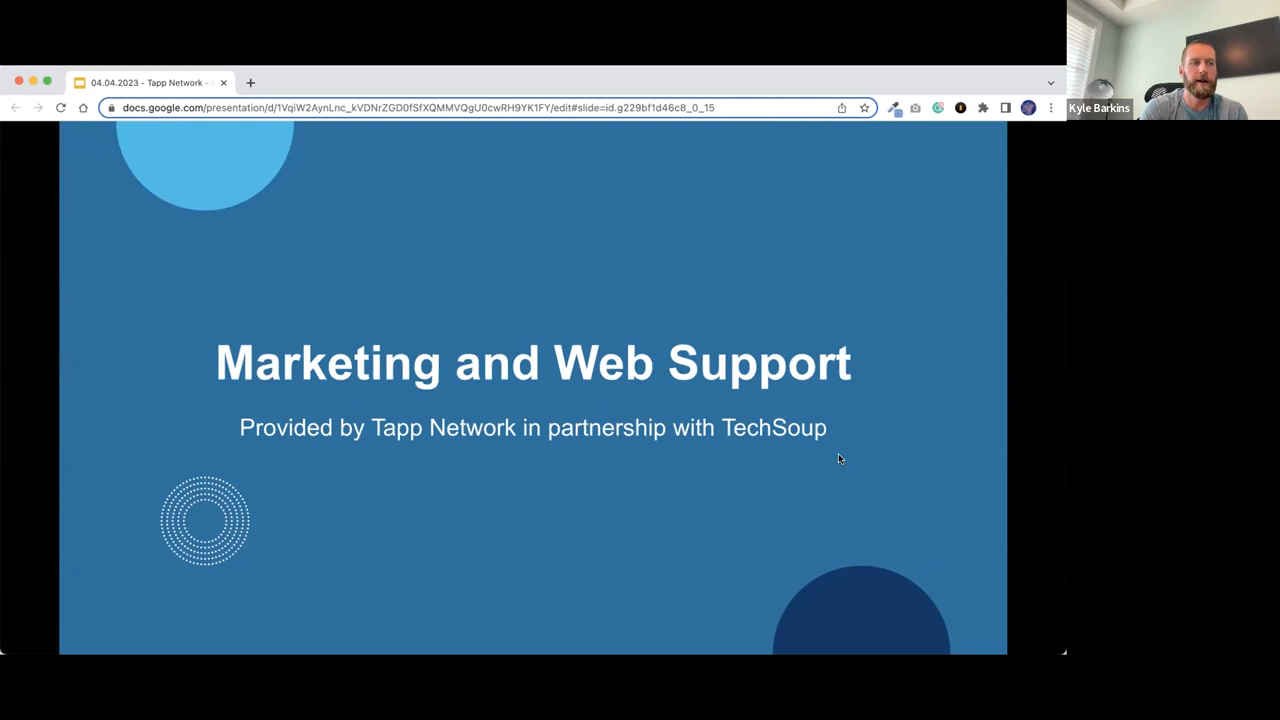 04.04.2023 - Tapp Network -
docs.google.com/presentation/d/1VqiW2AynLnc_kVDNrZGD0fSfXQMMVQgU0cwRH9YK1FY/edit#slide=id.g229bf1d46c8_0_15
Kyle Barkins
Marketing and Web Support
Provided by Tapp Network in partnership with TechSoup